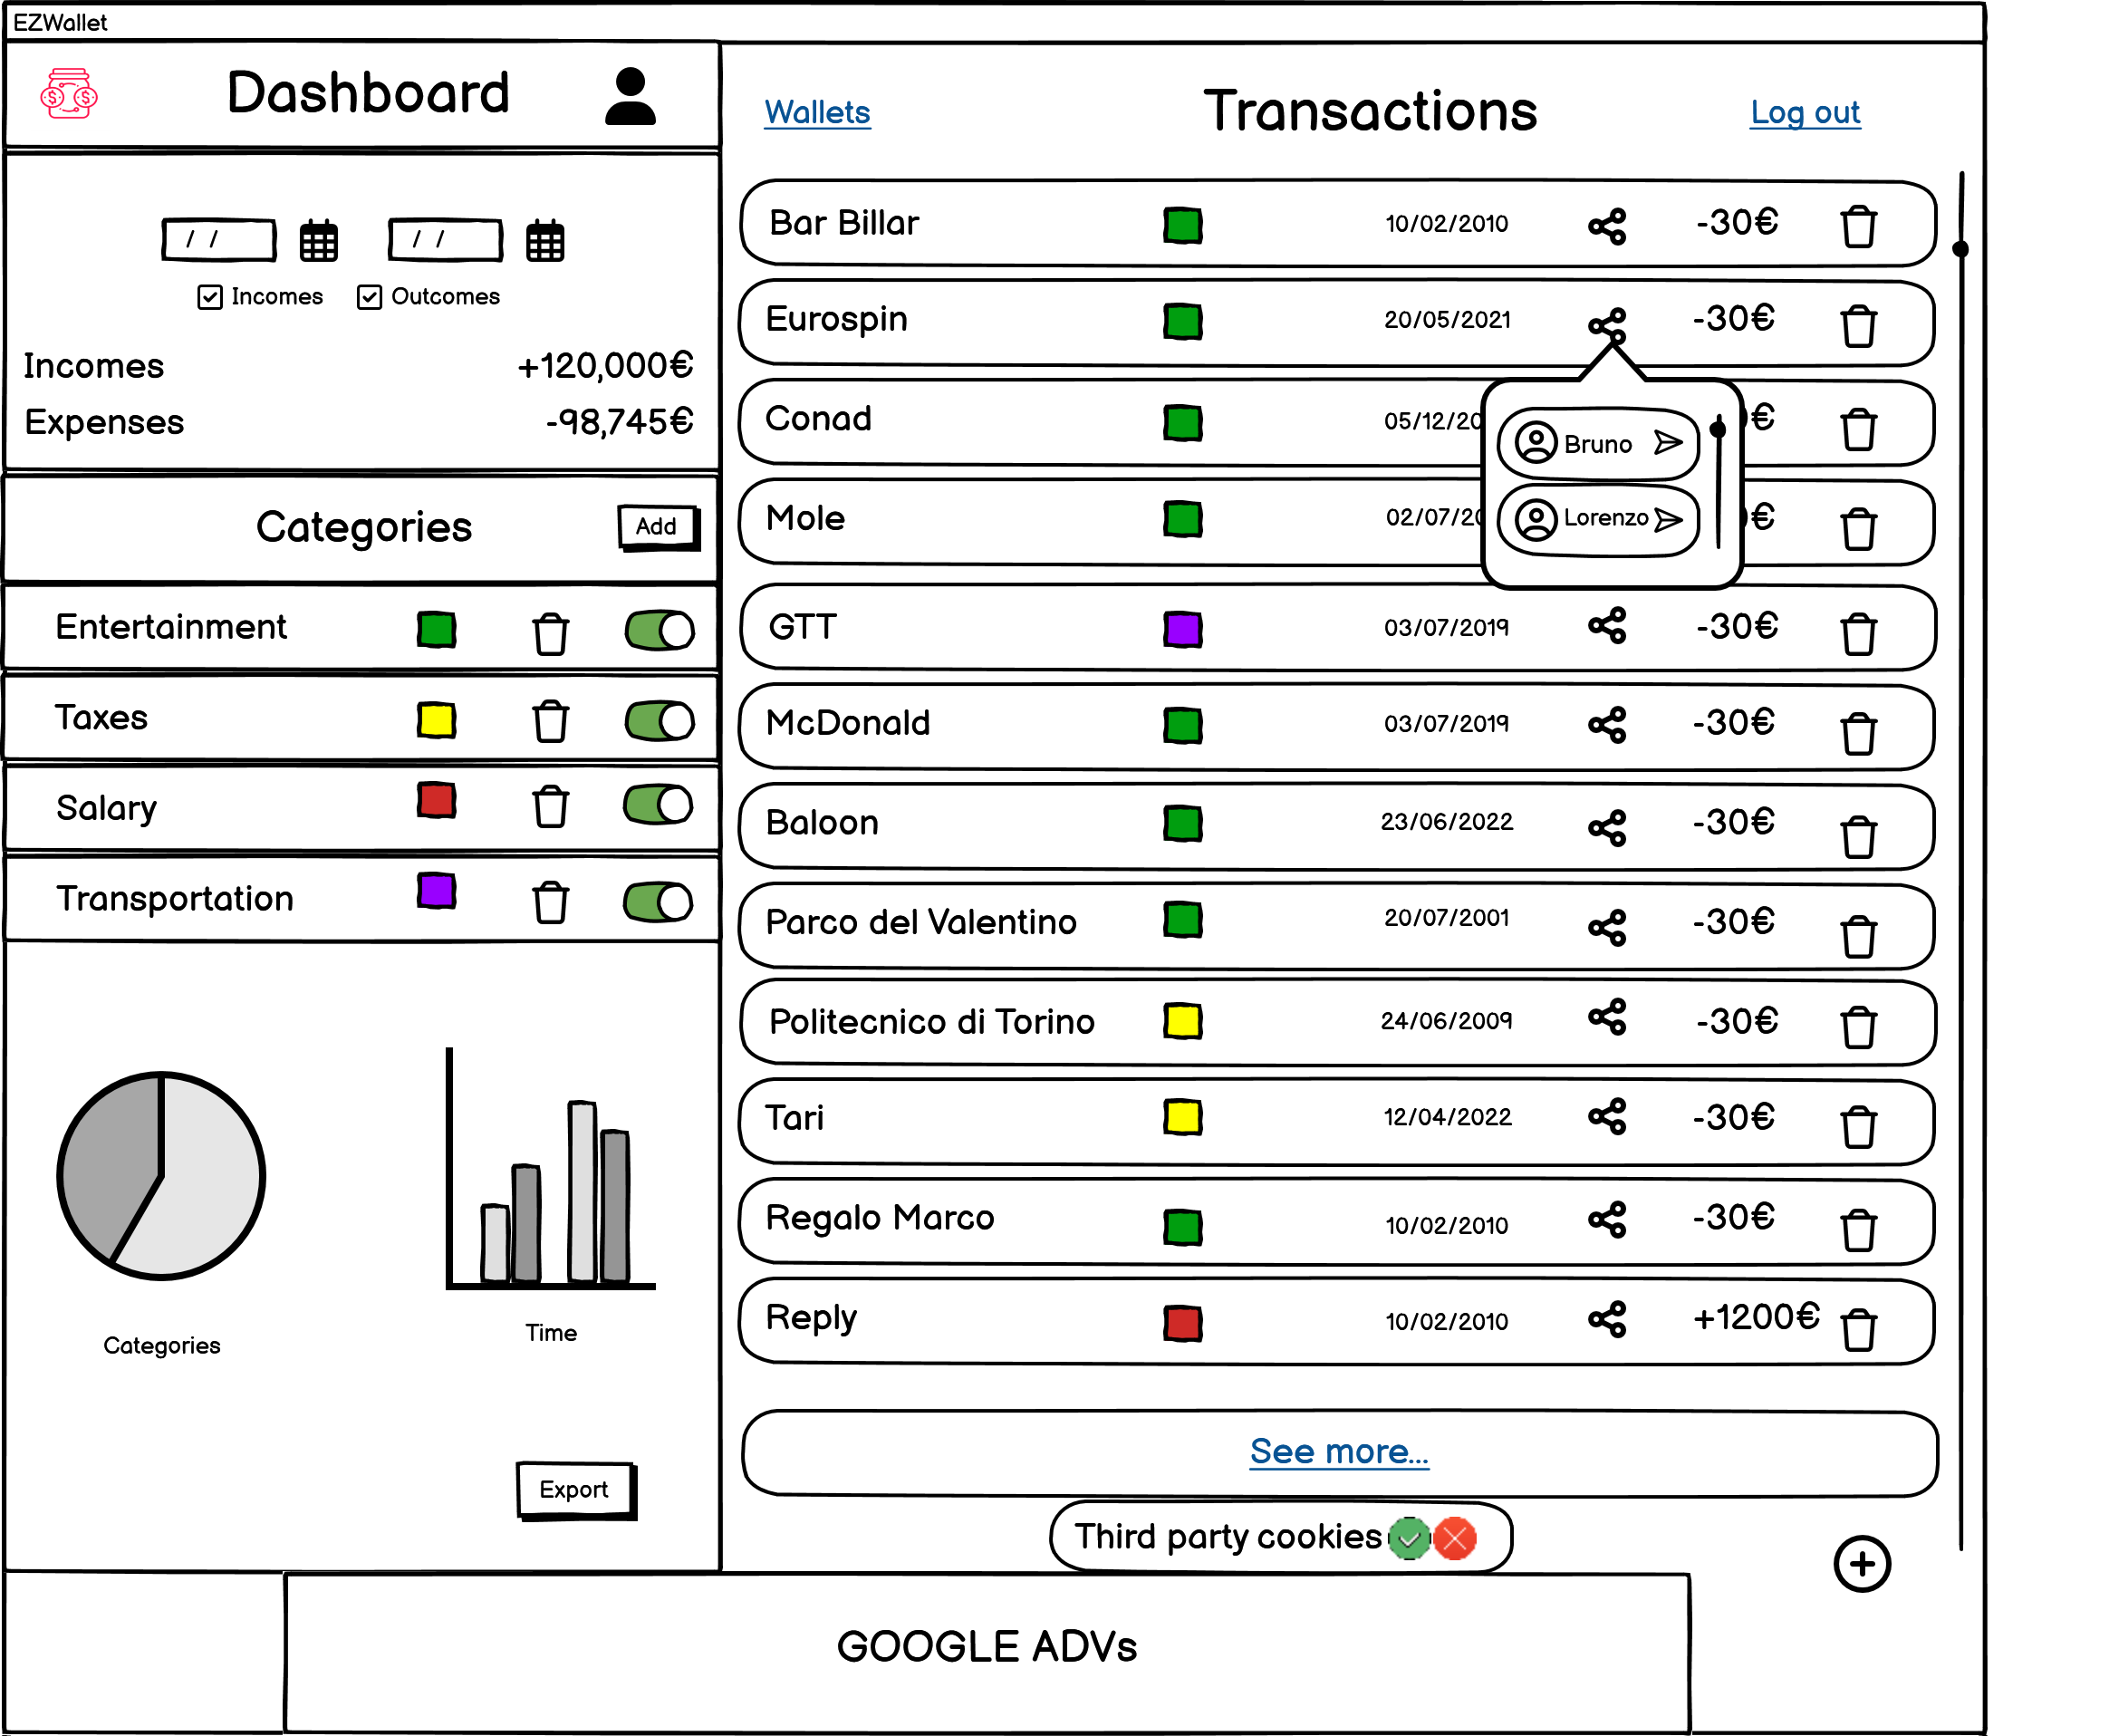 EZWallet
Dashboard
/ /
/ /
Incomes
Outcomes
Incomes +120,000€
Expenses -98,745€
Categories
Add
Entertainment
Taxes
Salary
Transportation
Categories
Time
Export
Wallets
Transactions
Log out
Bar Billar 10/02/2010 -30€
Eurospin 20/05/2021 -30€
Conad 05/12/20 €
Mole 02/07/20 €
Bruno
Lorenzo
GTT 03/07/2019 -30€
McDonald 03/07/2019 -30€
Baloon 23/06/2022 -30€
Parco del Valentino 20/07/2001 -30€
Politecnico di Torino 24/06/2009 -30€
Tari 12/04/2022 -30€
Regalo Marco 10/02/2010 -30€
Reply 10/02/2010 +1200€
See more...
Third party cookies
GOOGLE ADVs